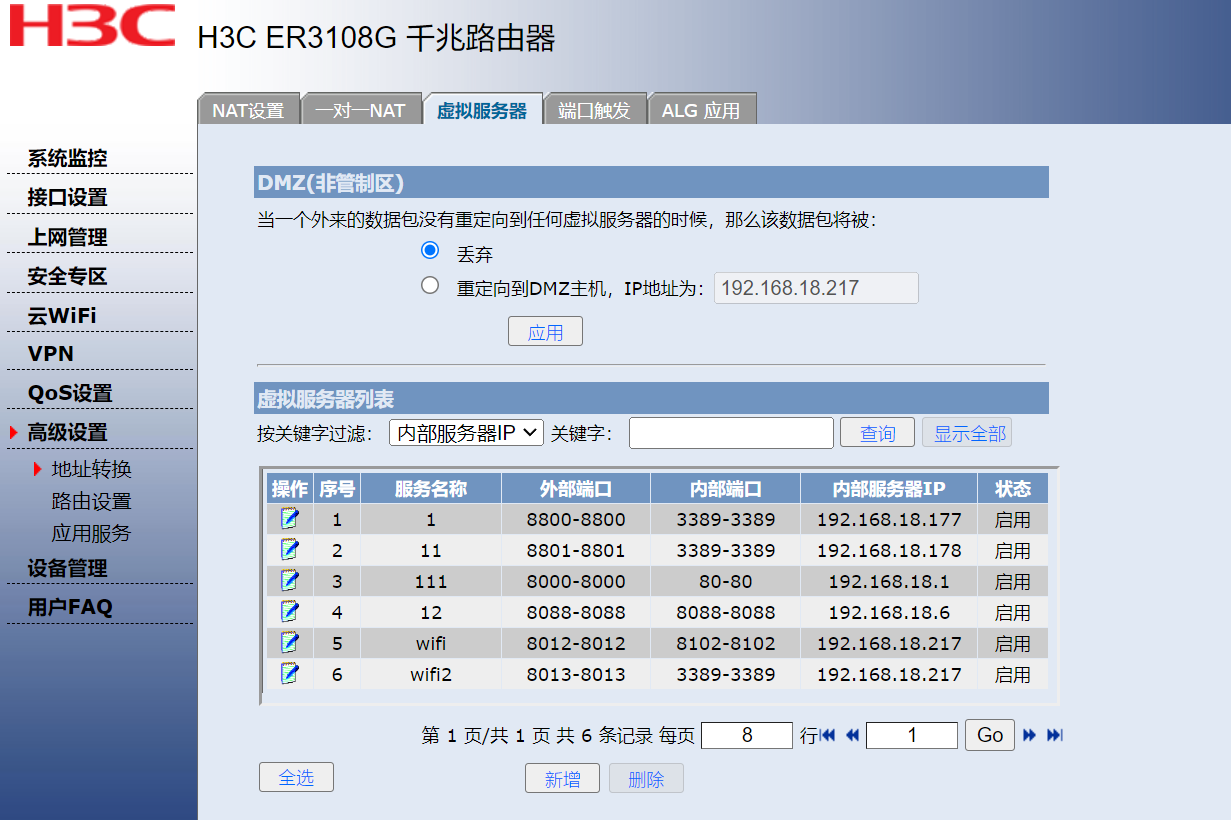 H3C
H3C ER3108G 千兆路由器
NAT设置 一对一NAT 虚拟服务器 端口触发 ALG 应用
系统监控
接口设置
上网管理
安全专区
云WiFi
VPN
QoS设置
高级设置
地址转换
路由设置
应用服务
设备管理
用户FAQ
DMZ(非管制区)
当一个外来的数据包没有重定向到任何虚拟服务器的时候，那么该数据包将被：
丢弃
重定向到DMZ主机，IP地址为： 192.168.18.217
应用
虚拟服务器列表
按关键字过滤： 内部服务器IP 关键字： 查询 显示全部
操作 序号 服务名称 外部端口 内部端口 内部服务器IP 状态
1 1 8800-8800 3389-3389 192.168.18.177 启用
2 11 8801-8801 3389-3389 192.168.18.178 启用
3 111 8000-8000 80-80 192.168.18.1 启用
4 12 8088-8088 8088-8088 192.168.18.6 启用
5 wifi 8012-8012 8102-8102 192.168.18.217 启用
6 wifi2 8013-8013 3389-3389 192.168.18.217 启用
第 1 页/共 1 页 共 6 条记录 每页 8 行 1 Go
全选 新增 删除